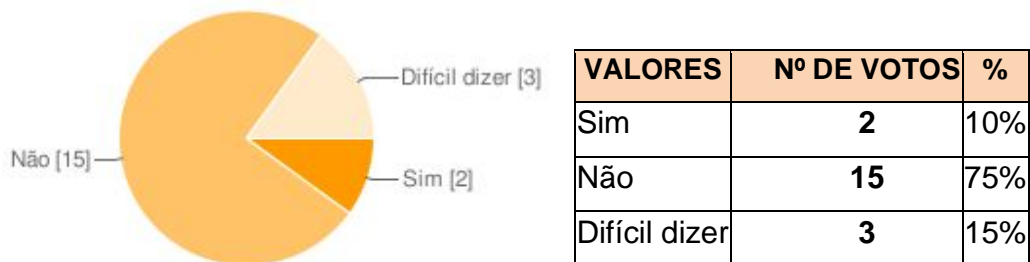 Difícil dizer [3]
Não [15]
Sim [2]
VALORES Nº DE VOTOS %
Sim 2 10%
Não 15 75%
Difícil dizer 3 15%